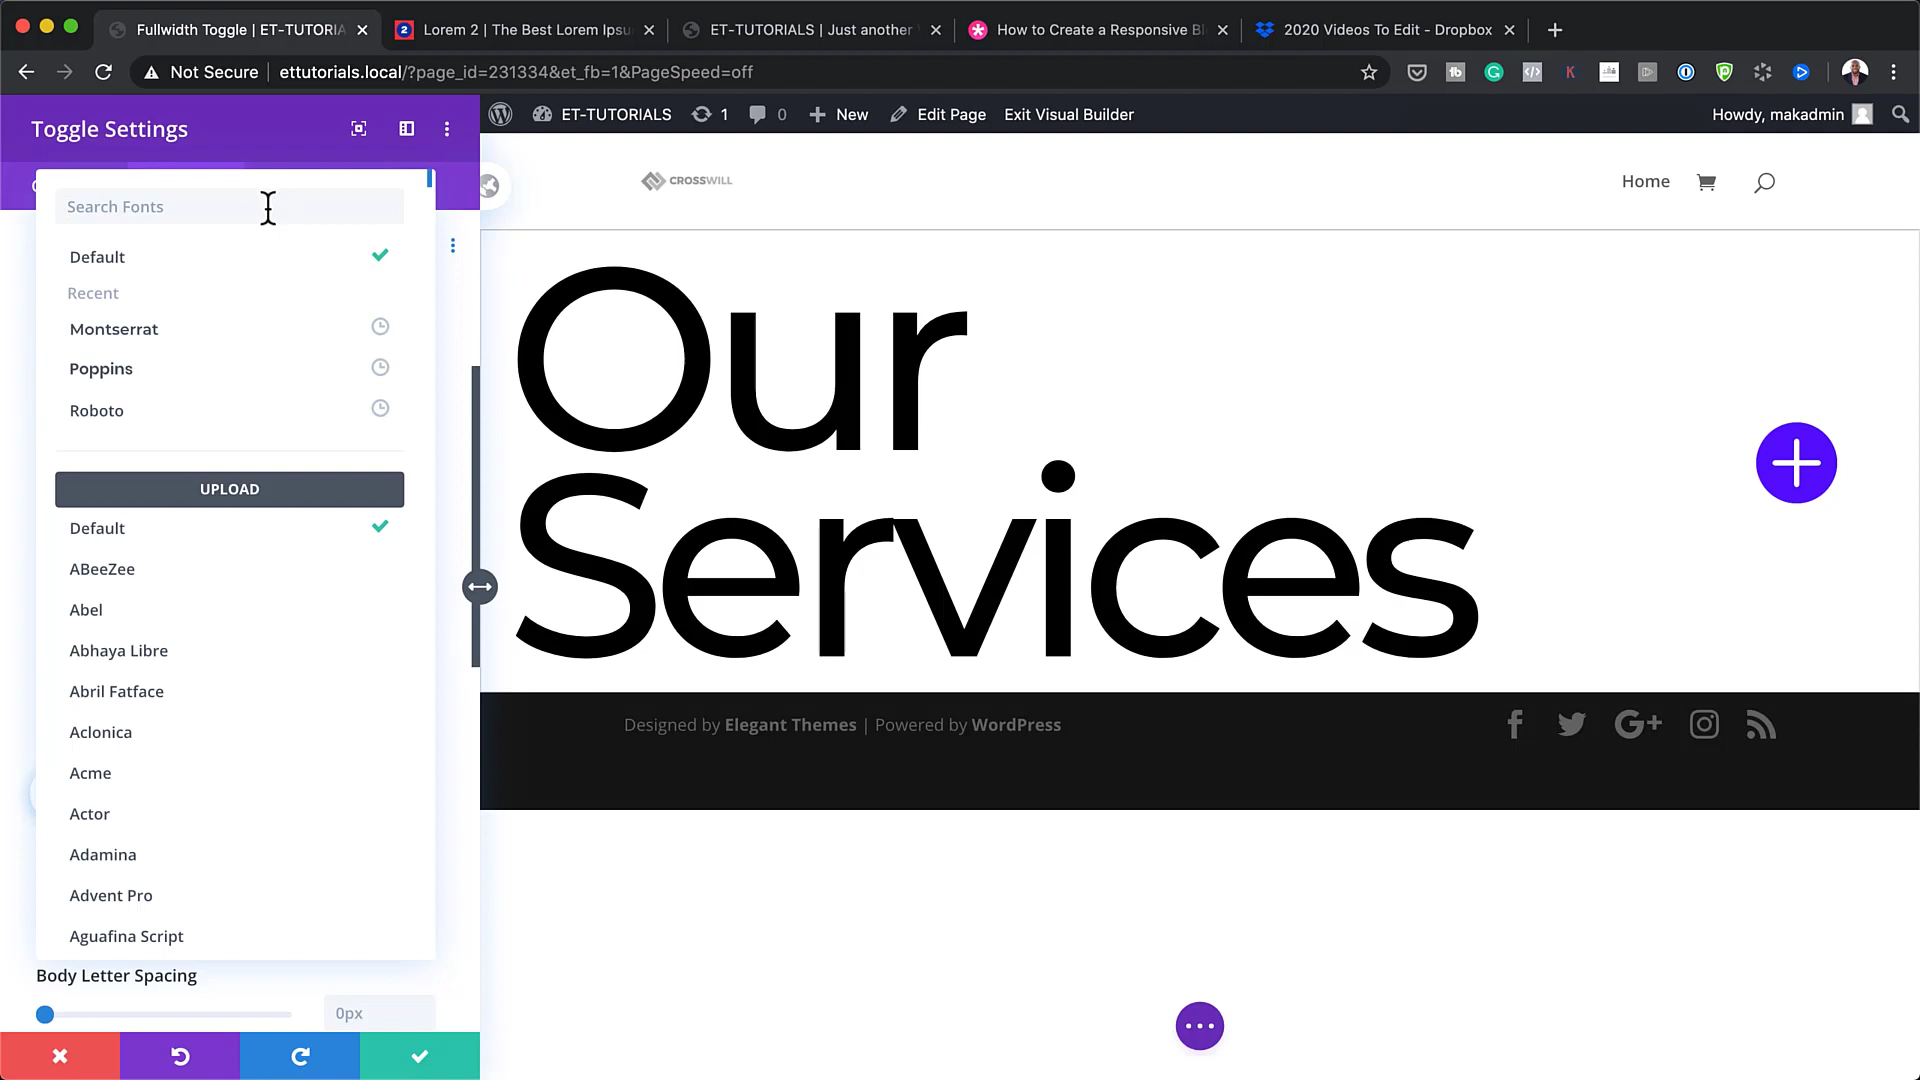 Fullwidth Toggle | ET-TUTORIA
Lorem 2 | The Best Lorem Ipsu
ET-TUTORIALS | Just another
How to Create a Responsive Bl
2020 Videos To Edit - Dropbox
Not Secure
ettutorials.local/?page_id=231334&et_fb=1&PageSpeed=off
Toggle Settings
ET-TUTORIALS
1
0
New
Edit Page
Exit Visual Builder
Howdy, makadmin
Search Fonts
Default
Recent
Montserrat
Poppins
Roboto
UPLOAD
Default
ABeeZee
Abel
Abhaya Libre
Abril Fatface
Aclonica
Acme
Actor
Adamina
Advent Pro
Aguafina Script
Body Letter Spacing
0px
CROSSWILL
Home
Our
Services
Designed by Elegant Themes | Powered by WordPress